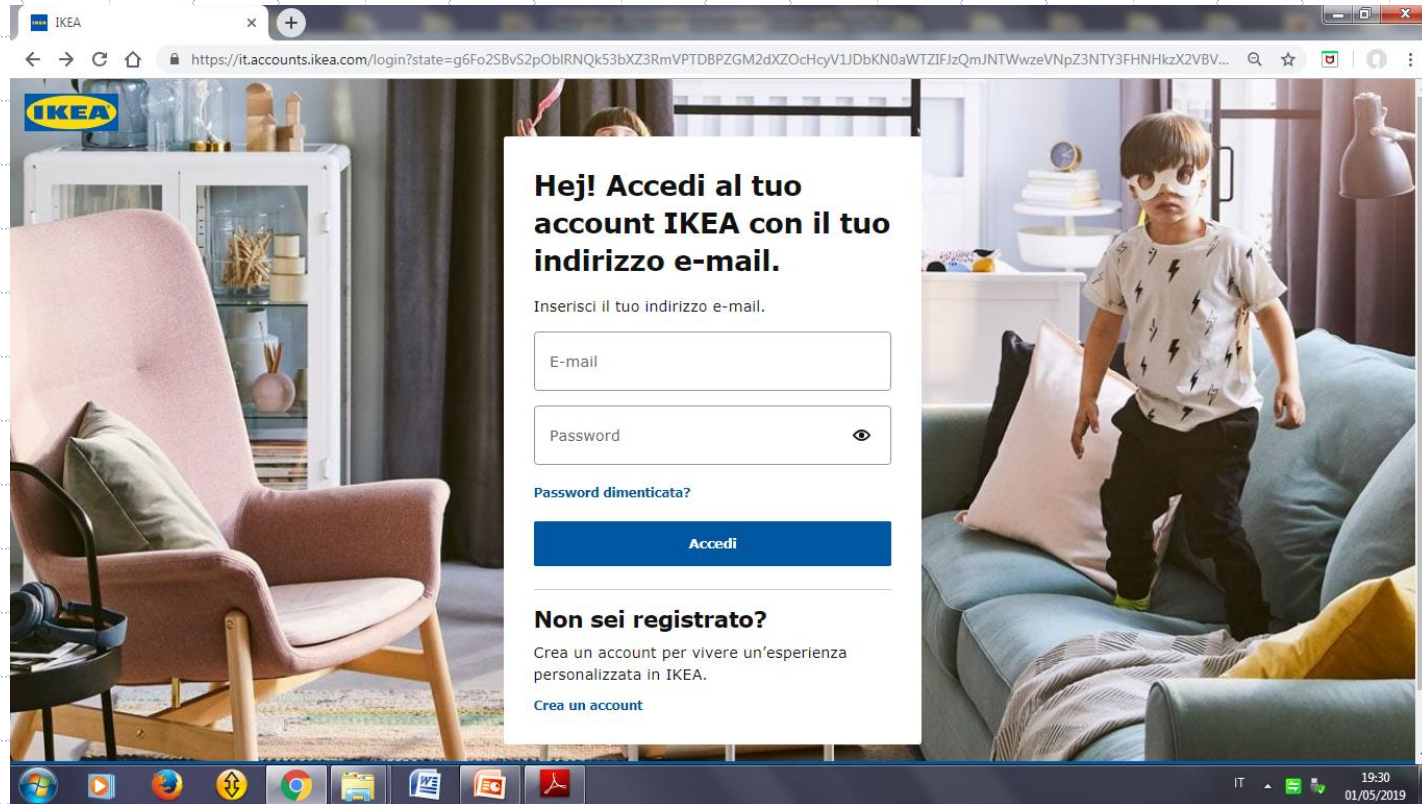 IKEA
https://it.accounts.ikea.com/login?state=g6Fo2SBvS2pOblRNQk53bXZ3RmVPTDBPZGM2dXZOcHcyV1JDbKN0aWTZIFJzQmJNTWwzeVNpZ3NTY3FHNHkzX2VBV...
IKEA
Hej! Accedi al tuo
account IKEA con il tuo
indirizzo e-mail.
Inserisci il tuo indirizzo e-mail.
E-mail
Password
Password dimenticata?
Accedi
Non sei registrato?
Crea un account per vivere un'esperienza
personalizzata in IKEA.
Crea un account
IT
19:30
01/05/2019